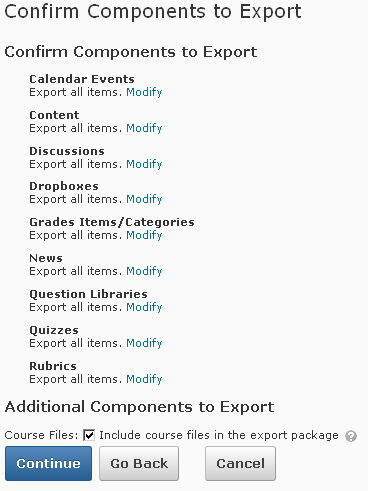 Confirm Components to Export
Confirm Components to Export
Calendar Events
Export all items. Modify
Content
Export all items. Modify
Discussions
Export all items. Modify
Dropboxes
Export all items. Modify
Grades Items/Categories
Export all items. Modify
News
Export all items. Modify
Question Libraries
Export all items. Modify
Quizzes
Export all items. Modify
Rubrics
Export all items. Modify
Additional Components to Export
Course Files: Include course files in the export package ?
Continue Go Back Cancel